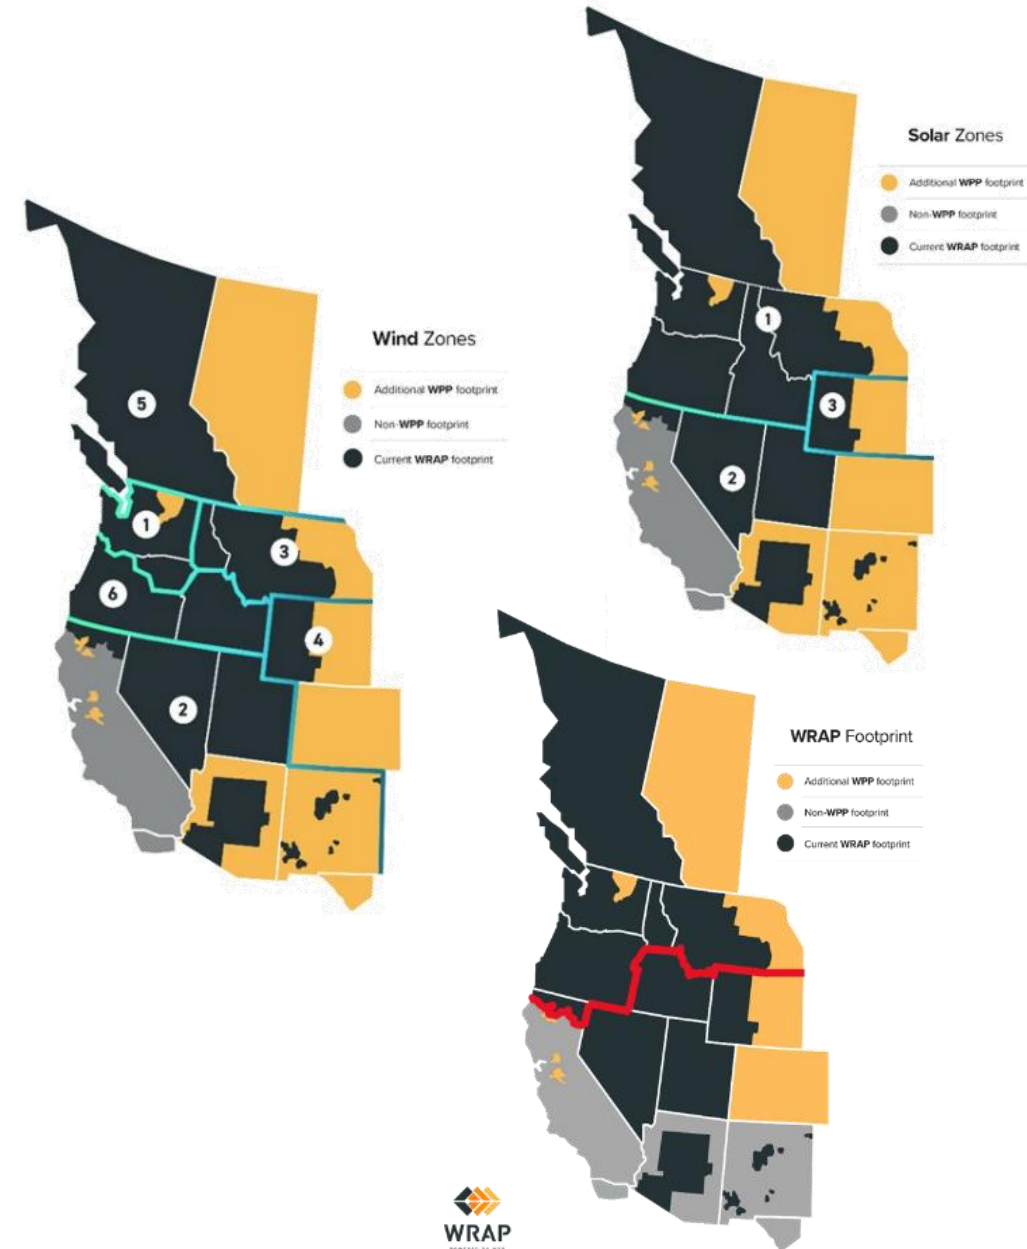 Solar Zones
Additional WPP footprint
Non-WPP footprint
Current WRAP footprint
1
3
2
Wind Zones
Additional WPP footprint
Non-WPP footprint
Current WRAP footprint
5
1
3
6
4
2
WRAP Footprint
Additional WPP footprint
Non-WPP footprint
Current WRAP footprint
WRAP